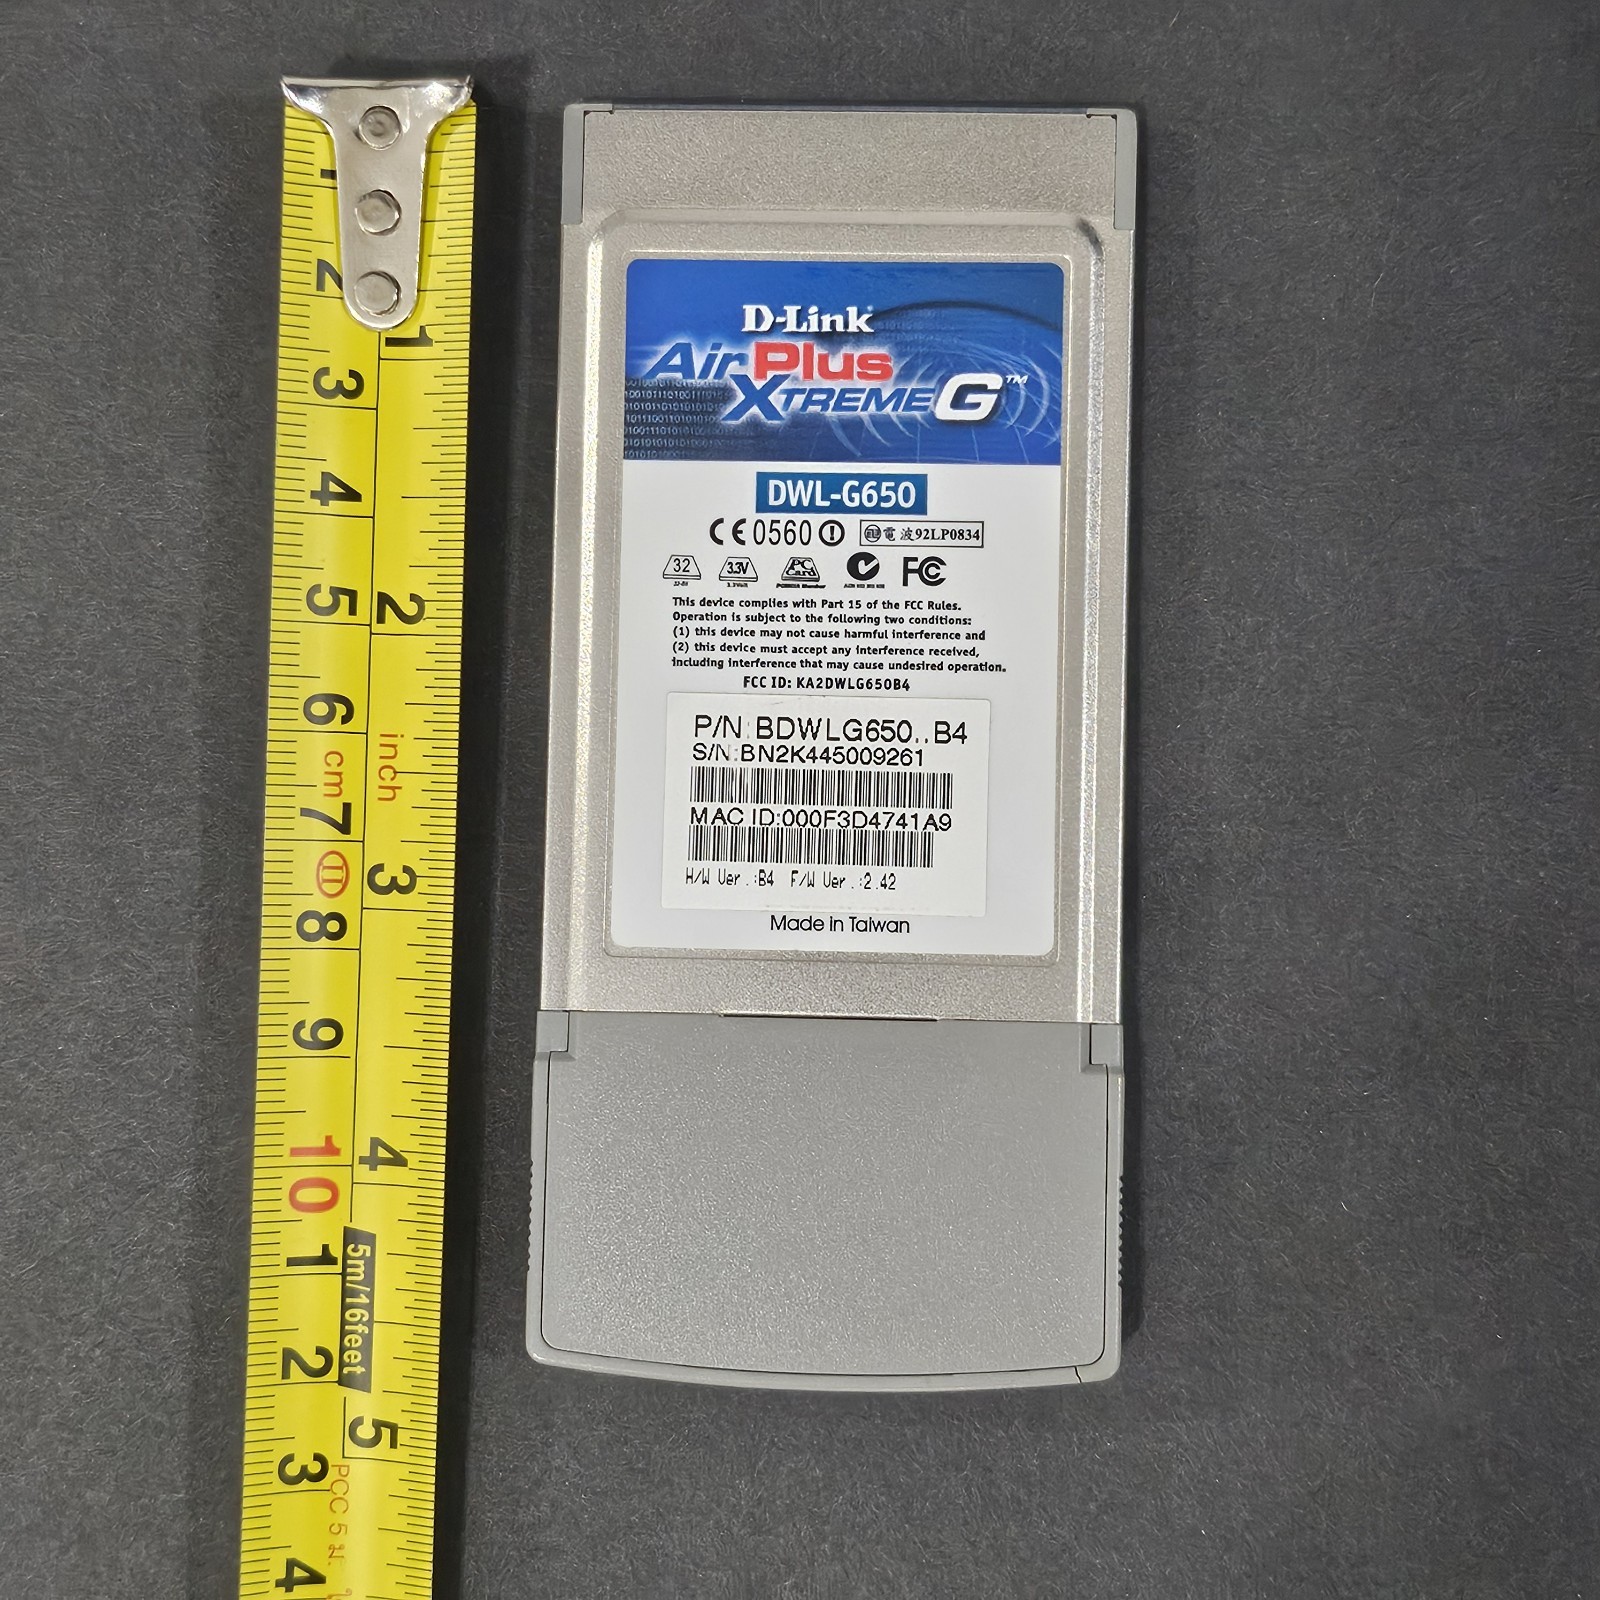 1
2
3
4
5
6
cm
7
8
9
10
1
2
3
4
1
2
inch
3
4
5m/16feet
5
PCC 5 ม.
D-Link
AirPlus
XTREME G™
DWL-G650
CE0560 電波92LP0834
32 3.3V PC Card FC
This device complies with Part 15 of the FCC Rules.
Operation is subject to the following two conditions:
(1) this device may not cause harmful interference and
(2) this device must accept any interference received,
including interference that may cause undesired operation.
FCC ID: KA2DWLG650B4
P/N:BDWLG650..B4
S/N:BN2K445009261
MAC ID:000F3D4741A9
H/W Ver.:B4 F/W Ver.:2.42
Made in Taiwan